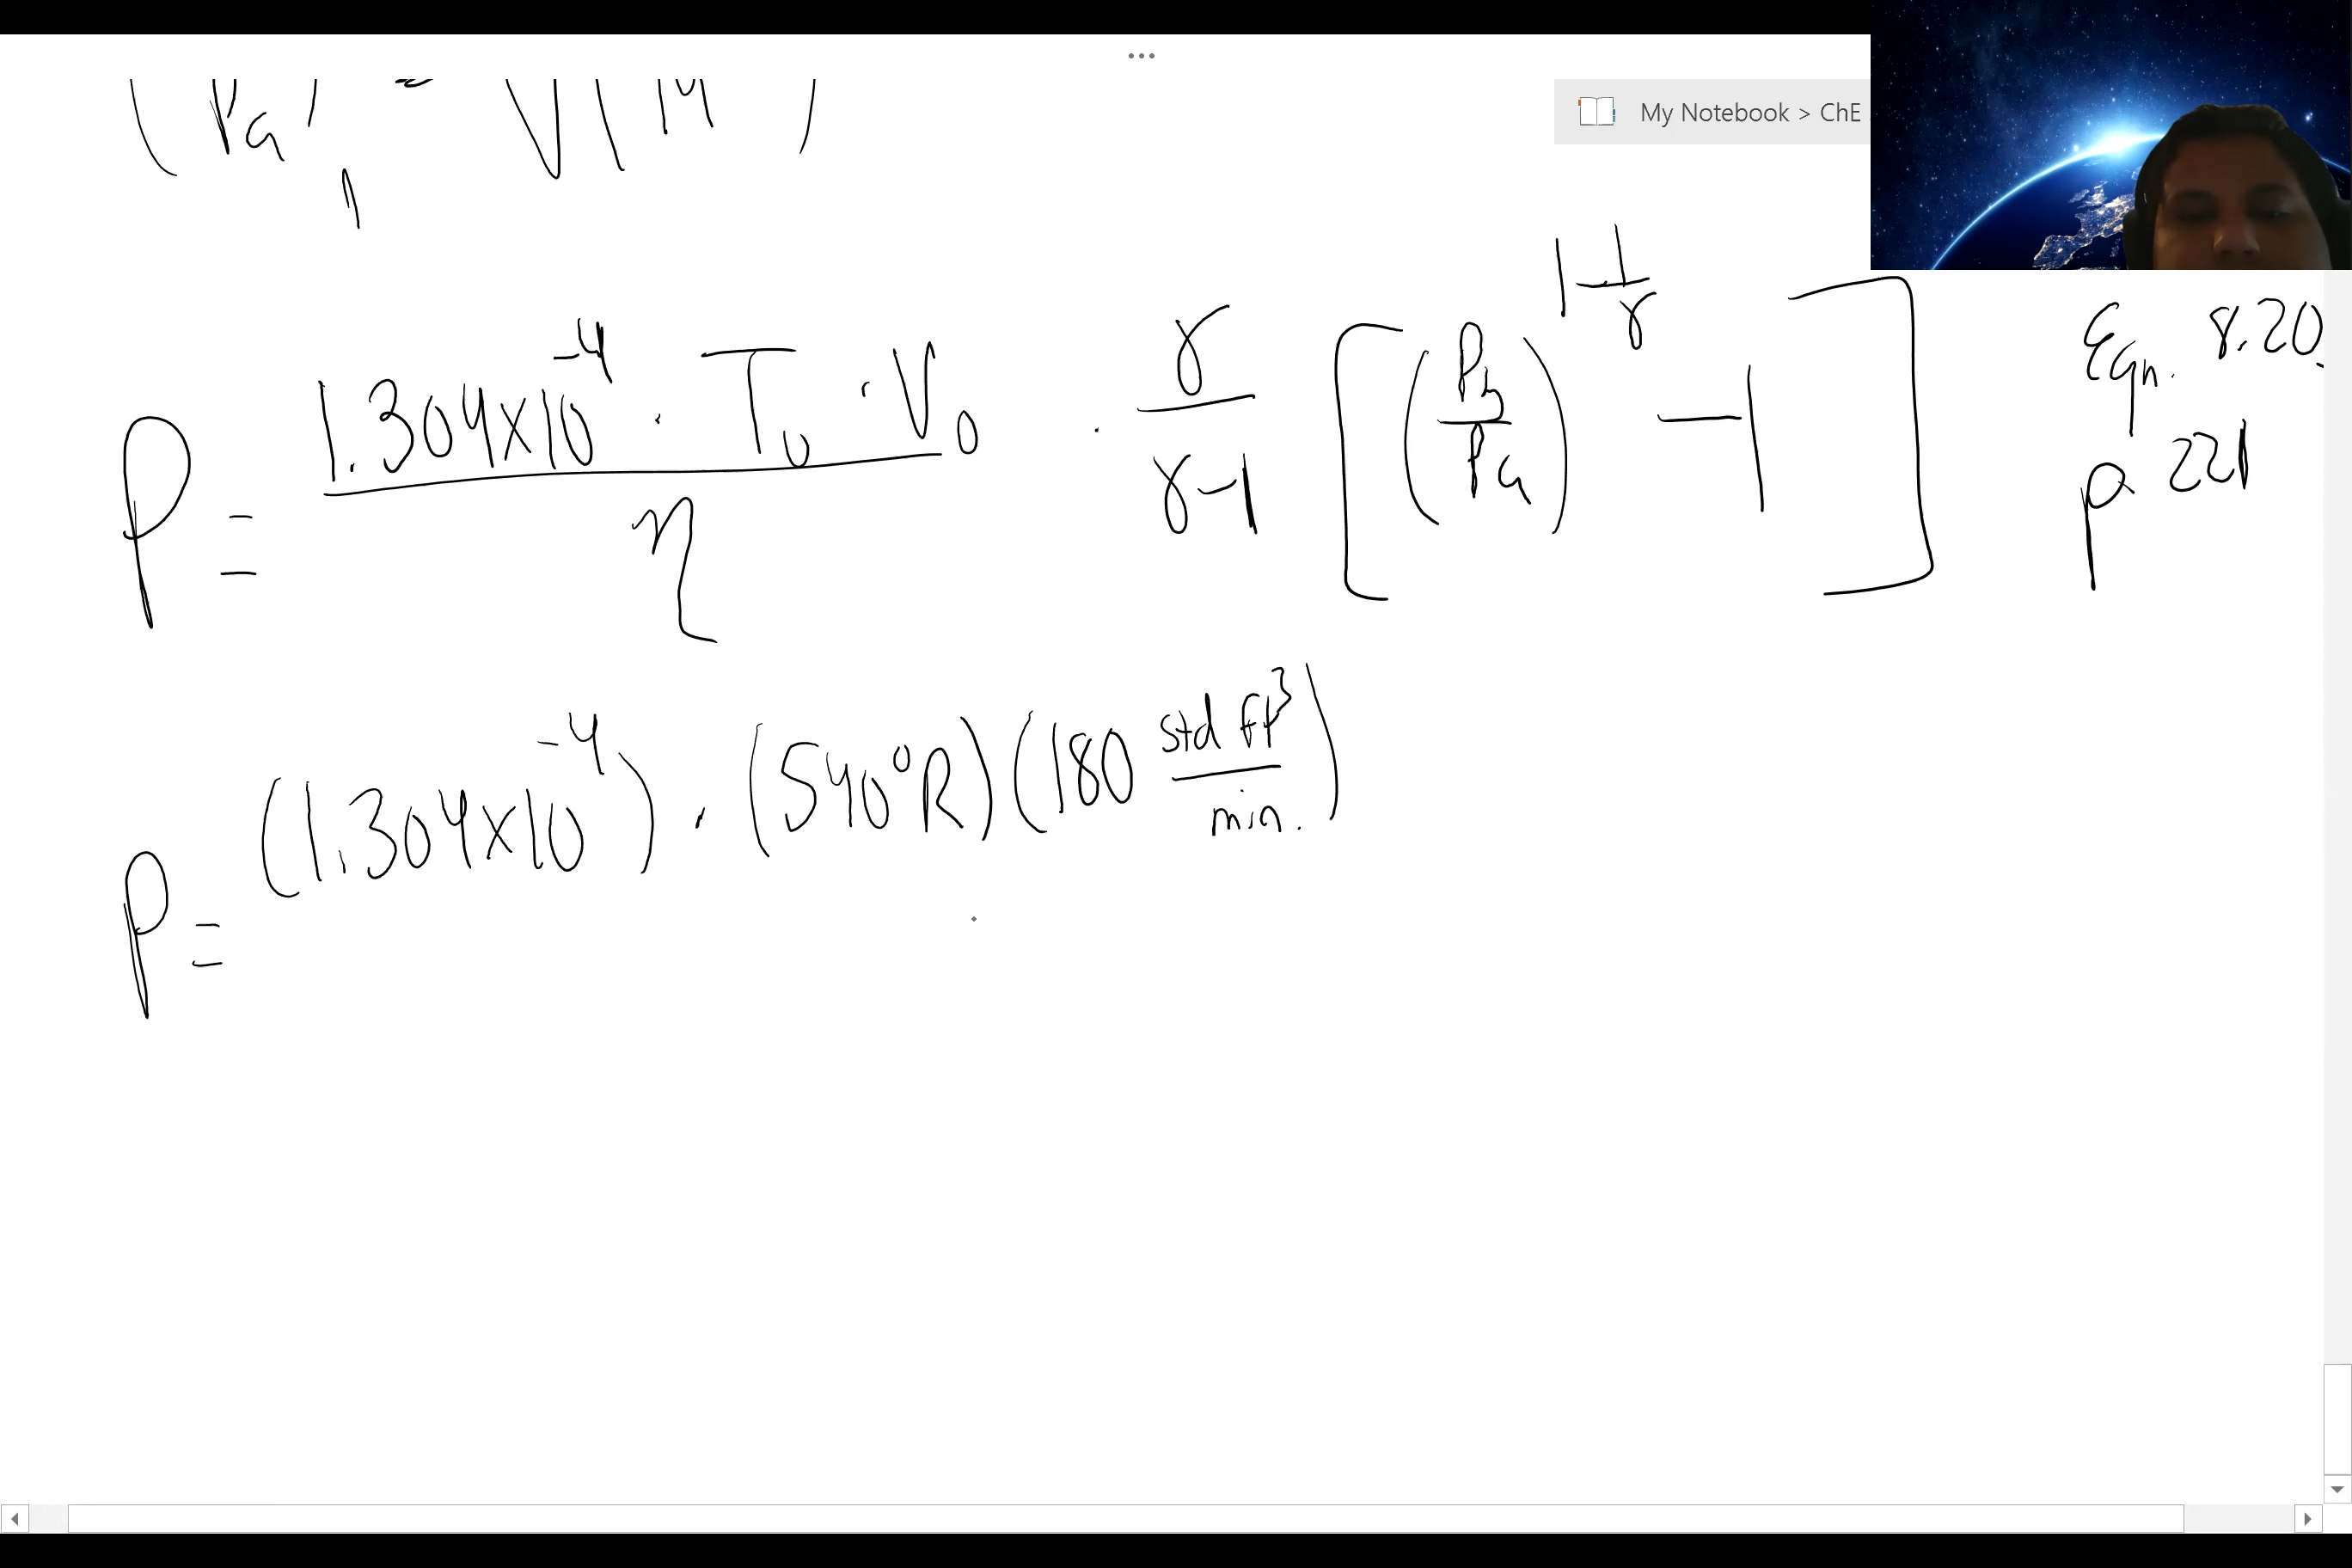 ...
My Notebook > ChE
(Pa) = √(M)
P = 1.304x10^-4 · T0 · V0 / η · γ / γ-1 [(Pb / Pa)^1-1/γ - 1]
Eqn. 8.20,
p 221
P = (1.304x10^-4) · (540°R)(180 std ft^3 / min.)